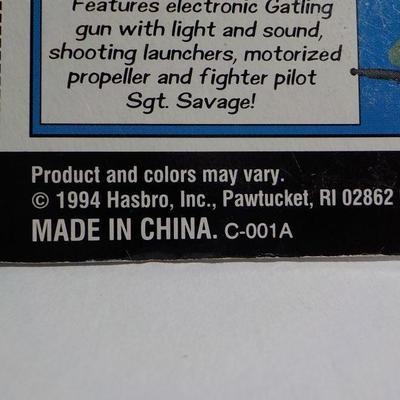 Features electronic Gatling
gun with light and sound,
shooting launchers, motorized
propeller and fighter pilot
Sgt. Savage!
Product and colors may vary.
© 1994 Hasbro, Inc., Pawtucket, RI 02862
MADE IN CHINA. C-001A